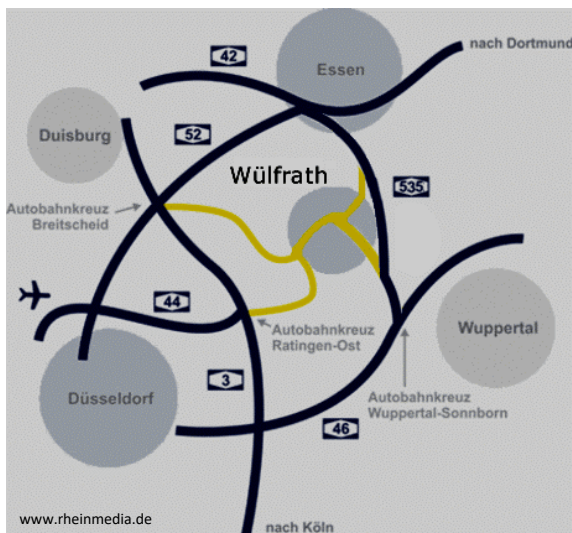 42
nach Dortmund
Essen
Duisburg
52
Wülfrath
535
Autobahnkreuz
Breitscheid
44
Autobahnkreuz
Ratingen-Ost
Wuppertal
3
Düsseldorf
Autobahnkreuz
Wuppertal-Sonnborn
46
www.rheinmedia.de
nach Köln